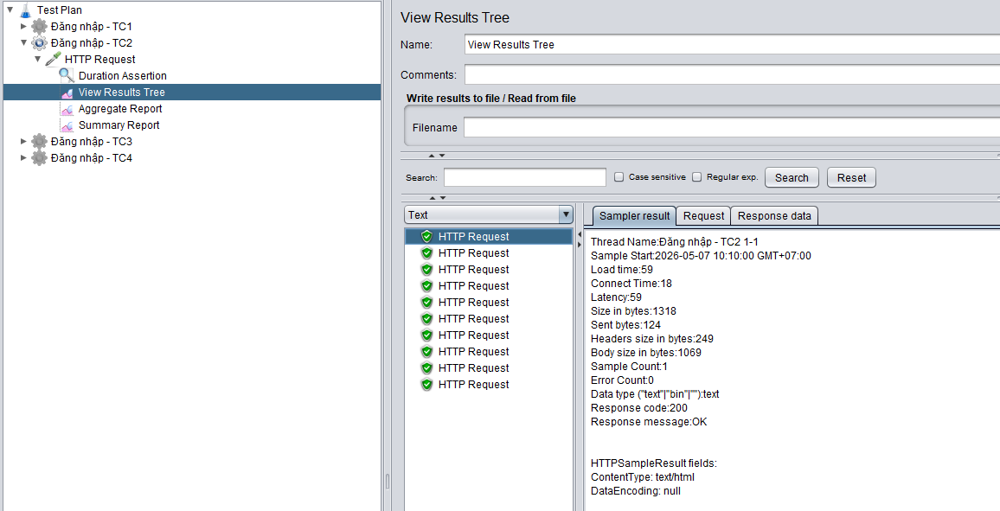 Test Plan
Đăng nhập - TC1
Đăng nhập - TC2
HTTP Request
Duration Assertion
View Results Tree
Aggregate Report
Summary Report
Đăng nhập - TC3
Đăng nhập - TC4
View Results Tree
Name: View Results Tree
Comments:
Write results to file / Read from file
Filename
Search: Case sensitive Regular exp. Search Reset
Text
HTTP Request
HTTP Request
HTTP Request
HTTP Request
HTTP Request
HTTP Request
HTTP Request
HTTP Request
HTTP Request
HTTP Request
Sampler result Request Response data
Thread Name:Đăng nhập - TC2 1-1
Sample Start:2026-05-07 10:10:00 GMT+07:00
Load time:59
Connect Time:18
Latency:59
Size in bytes:1318
Sent bytes:124
Headers size in bytes:249
Body size in bytes:1069
Sample Count:1
Error Count:0
Data type ("text"|"bin"|""):text
Response code:200
Response message:OK
HTTPSampleResult fields:
ContentType: text/html
DataEncoding: null